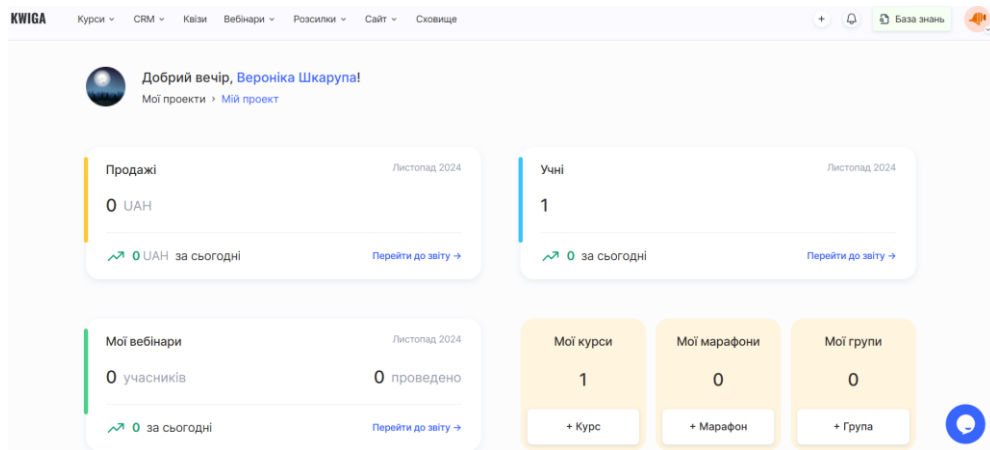 KWIGA Курси CRM Квізи Вебінари Розсилки Сайт Сховище + База знань
Добрий вечір, Вероніка Шкарупа!
Мої проекти › Мій проект
Продажі Листопад 2024
0 UAH
0 UAH за сьогодні Перейти до звіту →
Учні Листопад 2024
1
0 за сьогодні Перейти до звіту →
Мої вебінари Листопад 2024
0 учасників 0 проведено
0 за сьогодні Перейти до звіту →
Мої курси
1
+ Курс
Мої марафони
0
+ Марафон
Мої групи
0
+ Група